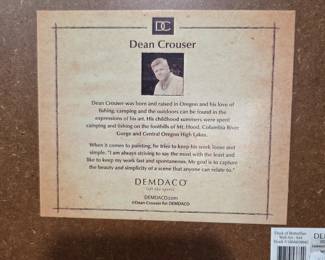 DC
Dean Crouser
Dean Crouser was born and raised in Oregon and his love of
fishing, camping and the outdoors can be found in the
expressions of his art. His childhood summers were spent
camping and fishing on the foothills of Mt. Hood, Columbia River
Gorge and Central Oregon High Lakes.
When it comes to painting, he tries to keep his work loose and
simple. "I am always striving to say the most with the least and
like to keep my work fast and spontaneous. My goal is to capture
the beauty and simplicity of a scene that anyone can relate to."
DEMDACO
DEMDACO.com
©Dean Crouser Art DEMDACO